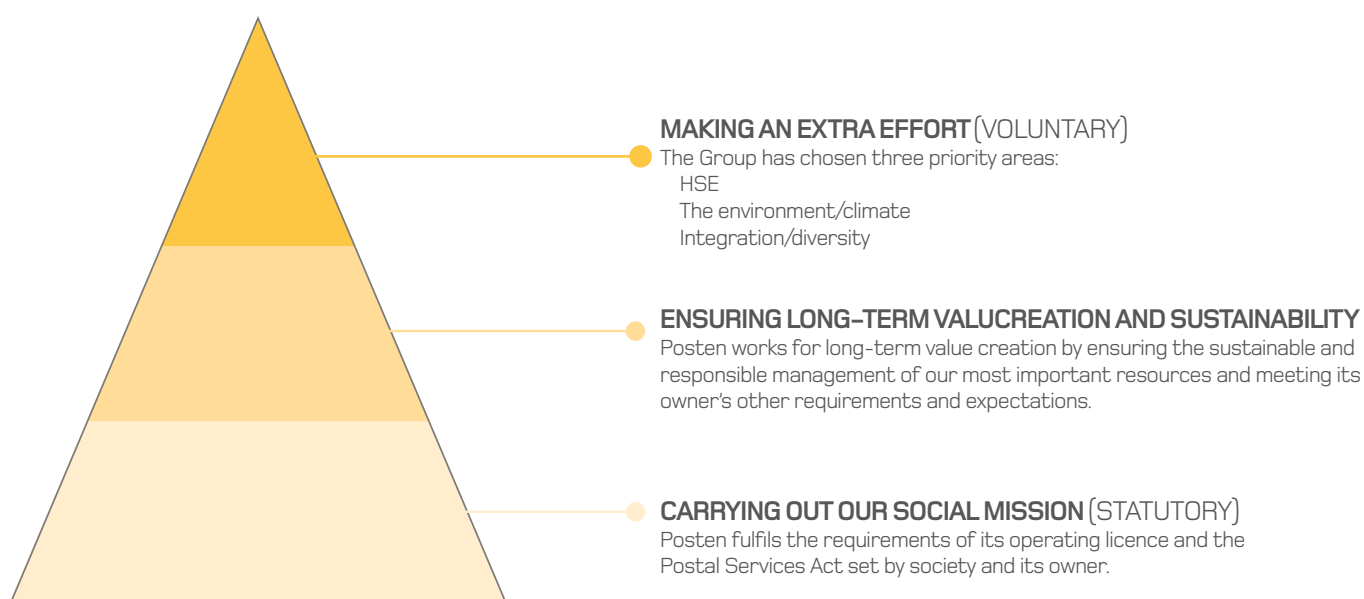 MAKING AN EXTRA EFFORT (VOLUNTARY)
The Group has chosen three priority areas:
HSE
The environment/climate
Integration/diversity
ENSURING LONG-TERM VALUCREATION AND SUSTAINABILITY
Posten works for long-term value creation by ensuring the sustainable and
responsible management of our most important resources and meeting its
owner's other requirements and expectations.
CARRYING OUT OUR SOCIAL MISSION (STATUTORY)
Posten fulfils the requirements of its operating licence and the
Postal Services Act set by society and its owner.